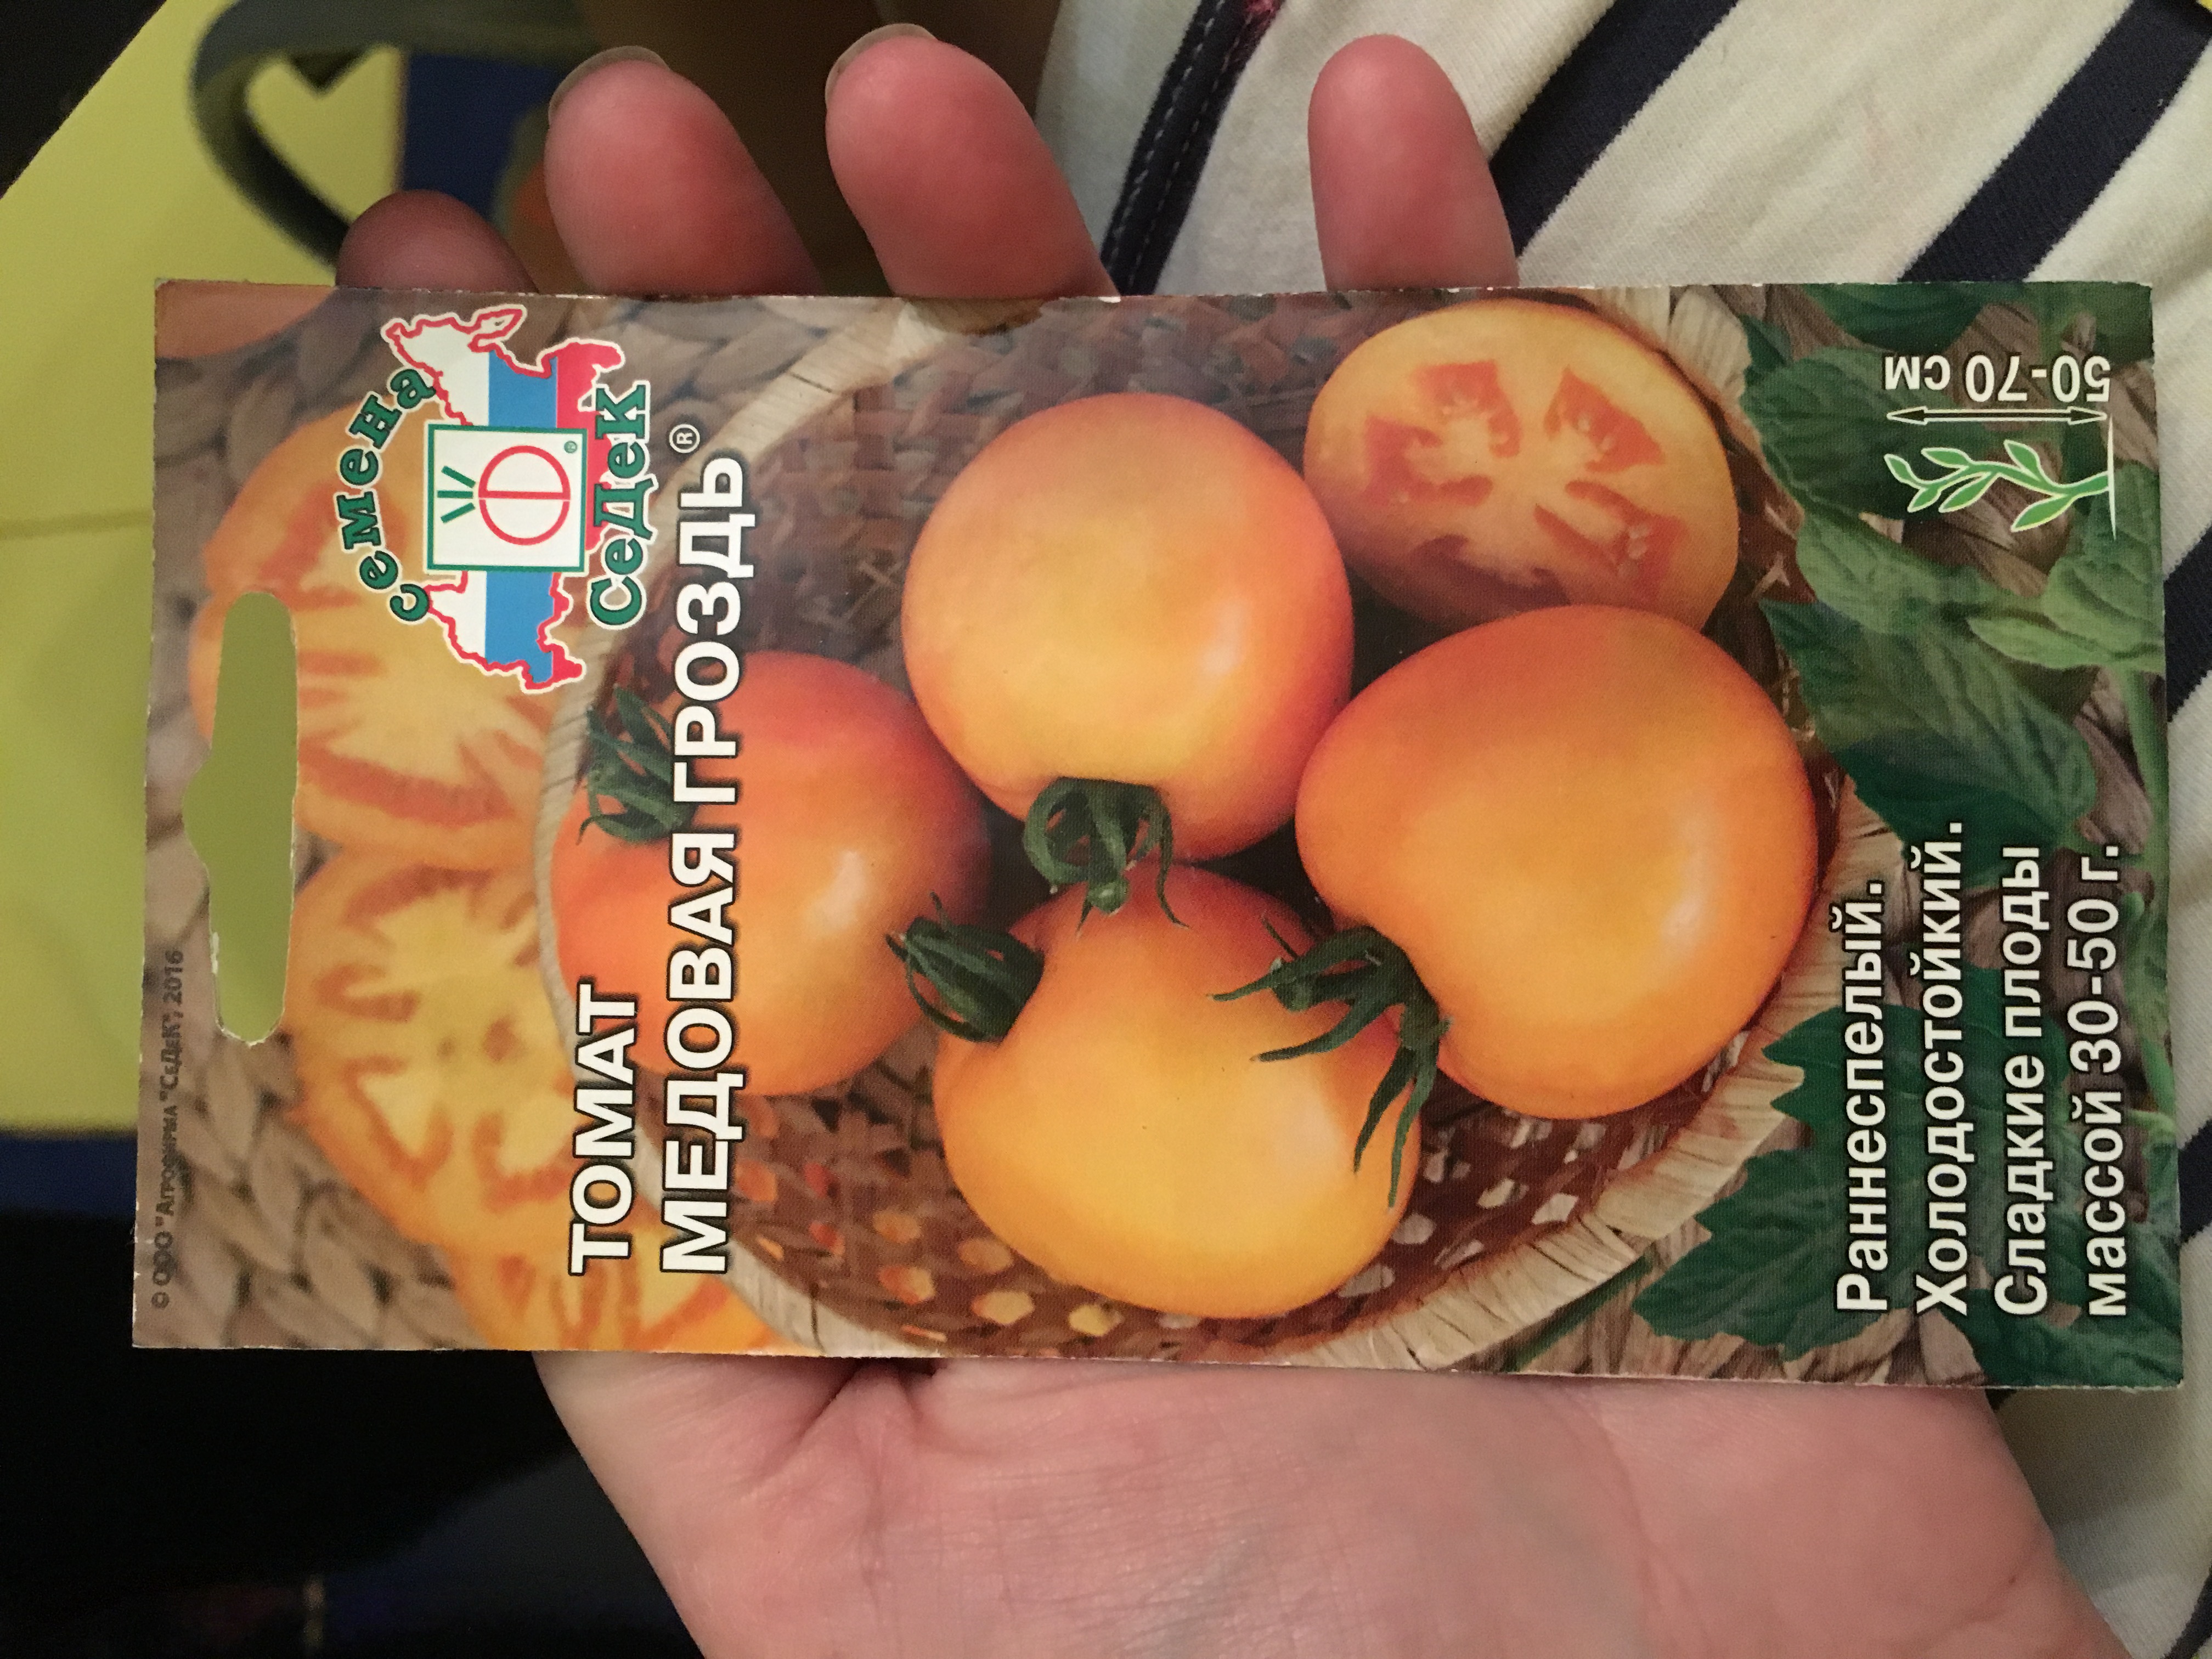 © ООО "Агрофирма "СеДеК", 2016
семена
СеДеК®
ТОМАТ
МЕДОВАЯ ГРОЗДЬ®
50-70 см
Раннеспелый.
Холодостойкий.
Сладкие плоды
массой 30-50 г.